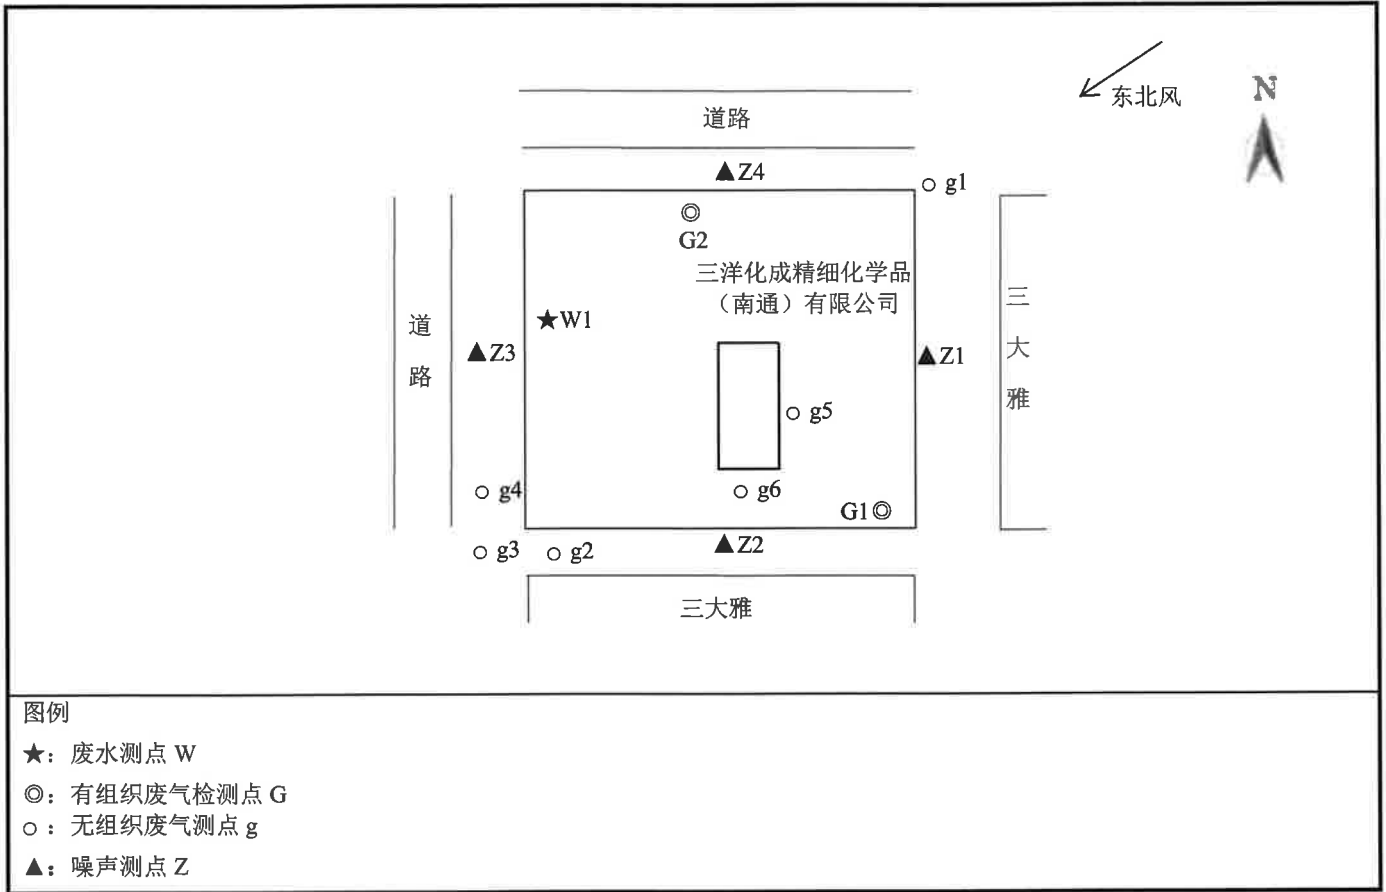 东北风
N
道路
▲Z4
○ g1
◎
G2
三洋化成精细化学品
（南通）有限公司
三
大
雅
道
路
★W1
▲Z3
▲Z1
○ g5
○ g4
○ g6
G1◎
○ g3
○ g2
▲Z2
三大雅
图例
★：废水测点 W
◎：有组织废气检测点 G
○：无组织废气测点 g
▲：噪声测点 Z